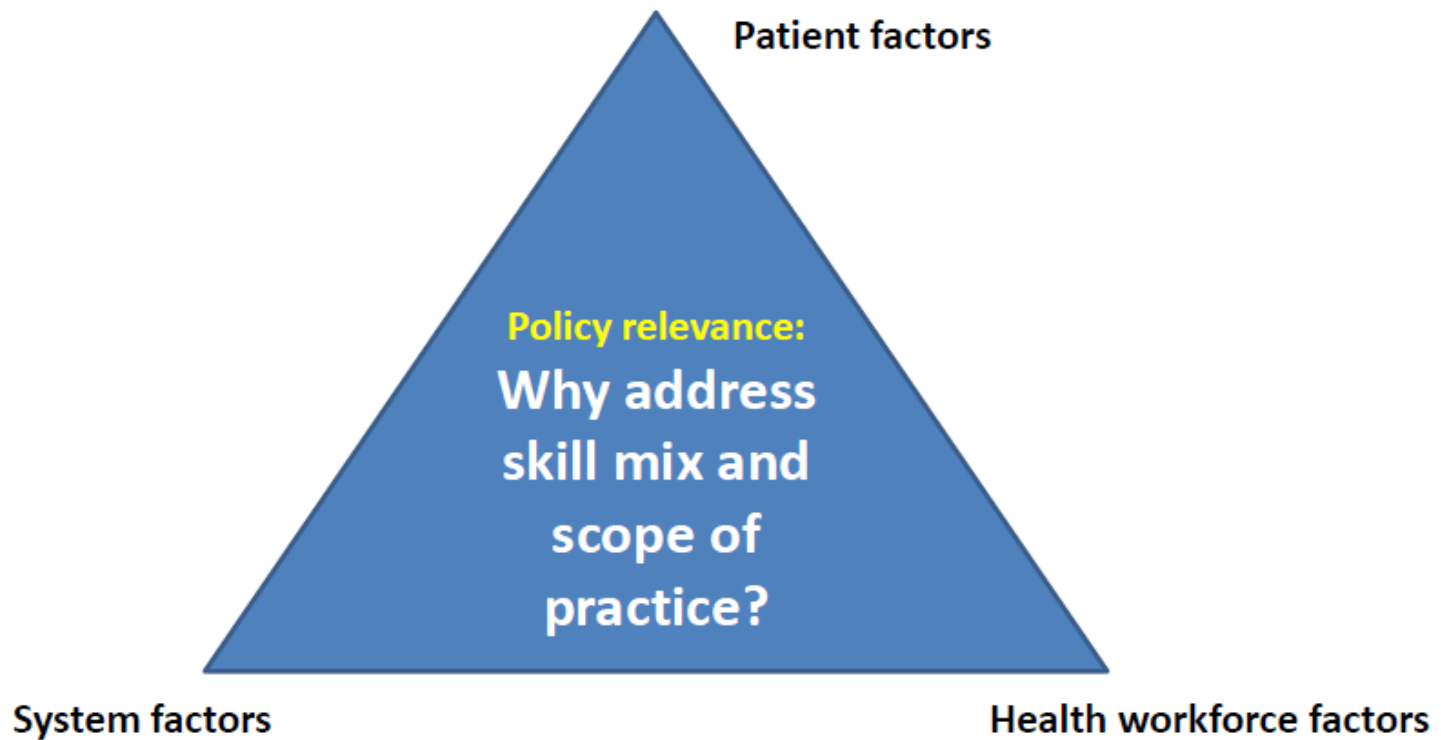 Patient factors
Policy relevance:
Why address
skill mix and
scope of
practice?
System factors
Health workforce factors